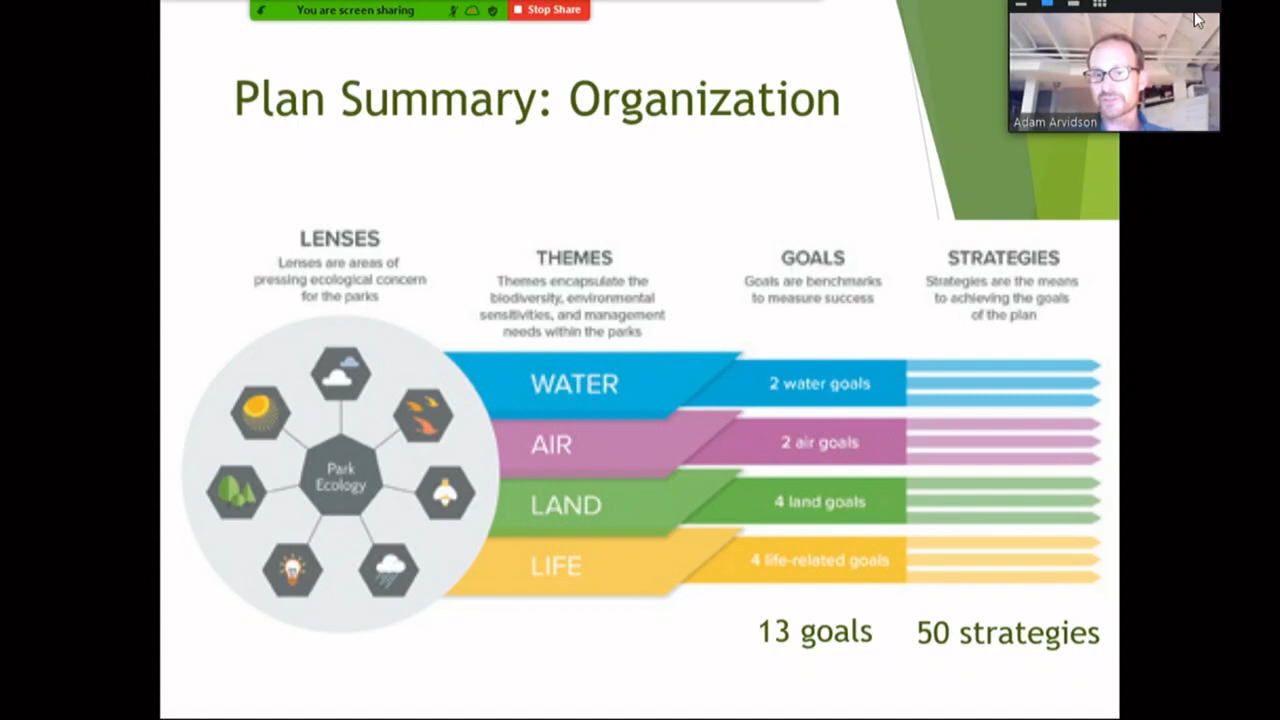 You are screen sharing
Stop Share
Adam Arvidson
Plan Summary: Organization
LENSES
Lenses are areas of
pressing ecological concern
for the parks
THEMES
Themes encapsulate the
biodiversity, environmental
sensitivities, and management
needs within the parks
GOALS
Goals are benchmarks
to measure success
STRATEGIES
Strategies are the means
to achieving the goals
of the plan
Park
Ecology
WATER
2 water goals
AIR
2 air goals
LAND
4 land goals
LIFE
4 life-related goals
13 goals
50 strategies